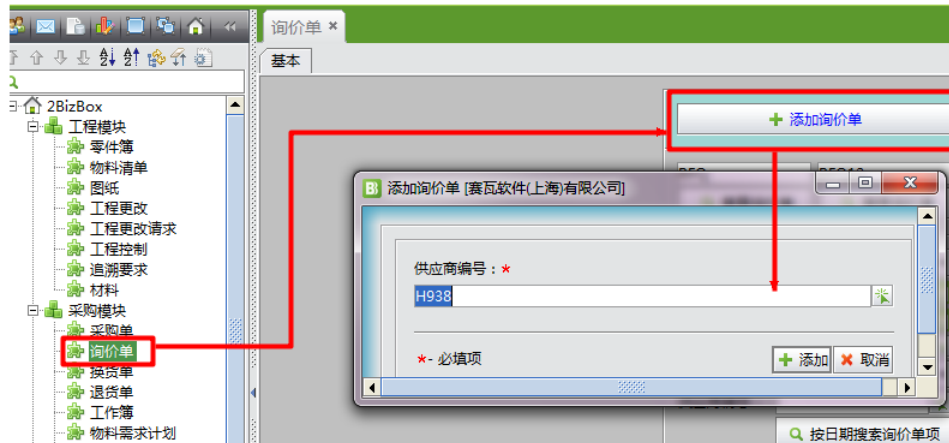 询价单 ×
基本
2BizBox
工程模块
零件簿
物料清单
图纸
工程更改
工程更改请求
工程控制
追溯要求
材料
采购模块
采购单
询价单
换货单
退货单
工作簿
物料需求计划
添加询价单
添加询价单 [赛瓦软件(上海)有限公司]
供应商编号：*
H938
*- 必填项
添加
取消
按日期搜索询价单项